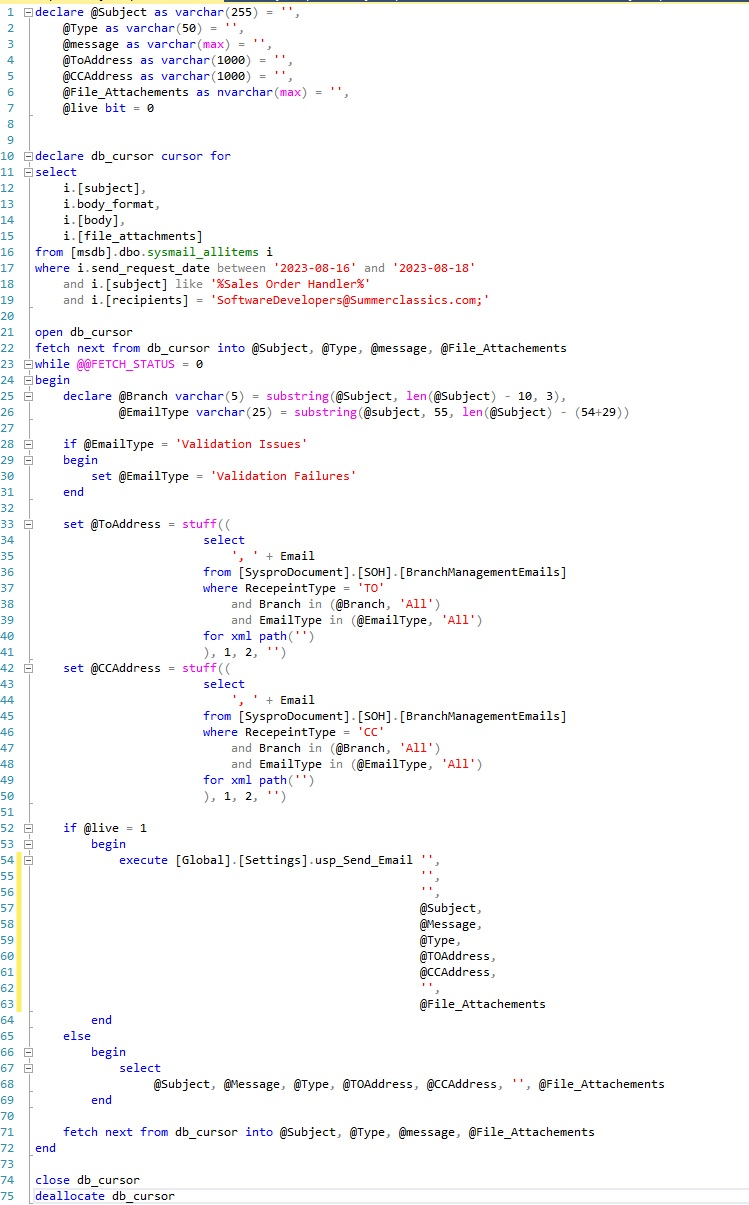 1 declare @Subject as varchar(255) = '',
2 @Type as varchar(50) = '',
3 @message as varchar(max) = '',
4 @ToAddress as varchar(1000) = '',
5 @CCAddress as varchar(1000) = '',
6 @File_Attachements as nvarchar(max) = '',
7 @live bit = 0
8
9
10 declare db_cursor cursor for
11 select
12 i.[subject],
13 i.body_format,
14 i.[body],
15 i.[file_attachments]
16 from [msdb].dbo.sysmail_allitems i
17 where i.send_request_date between '2023-08-16' and '2023-08-18'
18 and i.[subject] like '%Sales Order Handler%'
19 and i.[recipients] = 'SoftwareDevelopers@Summerclassics.com;'
20
21 open db_cursor
22 fetch next from db_cursor into @Subject, @Type, @message, @File_Attachements
23 while @@FETCH_STATUS = 0
24 begin
25 declare @Branch varchar(5) = substring(@Subject, len(@Subject) - 10, 3),
26 @EmailType varchar(25) = substring(@subject, 55, len(@Subject) - (54+29))
27
28 if @EmailType = 'Validation Issues'
29 begin
30 set @EmailType = 'Validation Failures'
31 end
32
33 set @ToAddress = stuff((
34 select
35 ', ' + Email
36 from [SysproDocument].[SOH].[BranchManagementEmails]
37 where RecepeintType = 'TO'
38 and Branch in (@Branch, 'All')
39 and EmailType in (@EmailType, 'All')
40 for xml path('')
41 ), 1, 2, '')
42 set @CCAddress = stuff((
43 select
44 ', ' + Email
45 from [SysproDocument].[SOH].[BranchManagementEmails]
46 where RecepeintType = 'CC'
47 and Branch in (@Branch, 'All')
48 and EmailType in (@EmailType, 'All')
49 for xml path('')
50 ), 1, 2, '')
51
52 if @live = 1
53 begin
54 execute [Global].[Settings].usp_Send_Email '',
55 '',
56 '',
57 @Subject,
58 @Message,
59 @Type,
60 @TOAddress,
61 @CCAddress,
62 '',
63 @File_Attachements
64 end
65 else
66 begin
67 select
68 @Subject, @Message, @Type, @TOAddress, @CCAddress, '', @File_Attachements
69 end
70
71 fetch next from db_cursor into @Subject, @Type, @message, @File_Attachements
72 end
73
74 close db_cursor
75 deallocate db_cursor